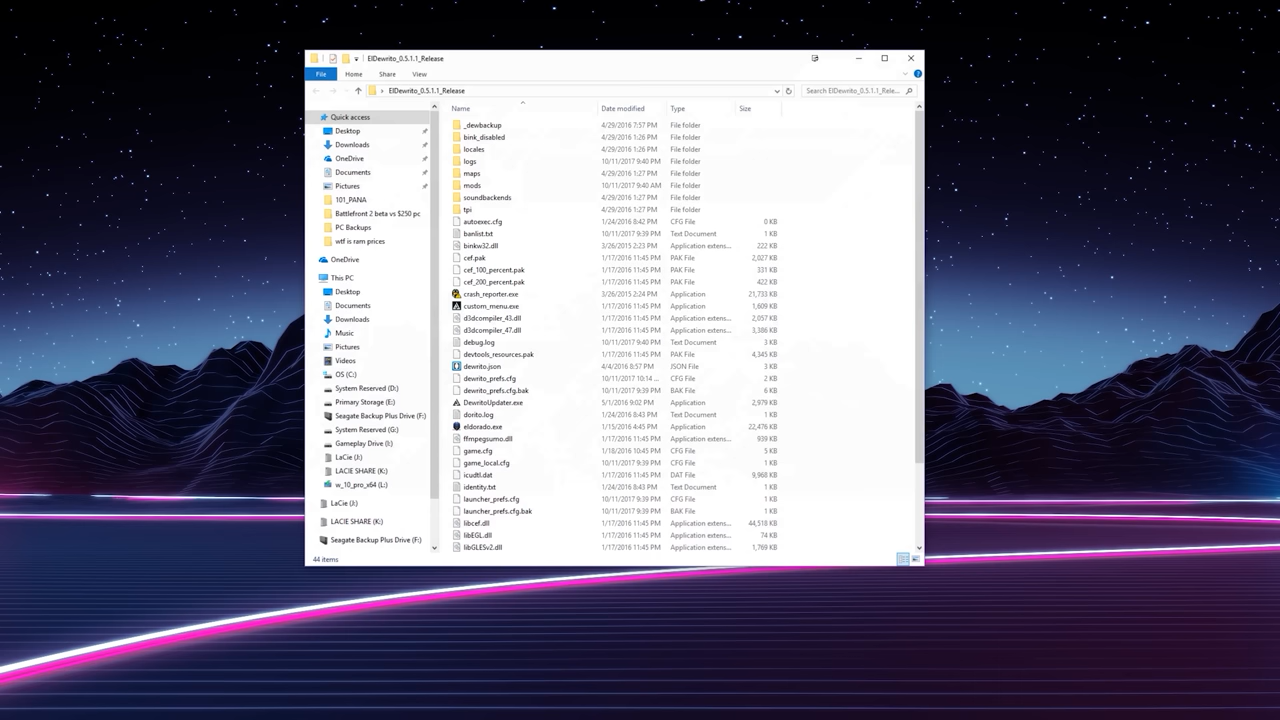 ElDewrito_0.5.1.1_Release
File Home Share View
ElDewrito_0.5.1.1_Release Search ElDewrito_0.5.1.1_Rele...
Name Date modified Type Size
Quick access
Desktop
Downloads
OneDrive
Documents
Pictures
101_PANA
Battlefront 2 beta vs $250 pc
PC Backups
wtf is ram prices
OneDrive
This PC
Desktop
Documents
Downloads
Music
Pictures
Videos
OS (C:)
System Reserved (D:)
Primary Storage (E:)
Seagate Backup Plus Drive (F:)
System Reserved (G:)
Gameplay Drive (I:)
LaCie (J:)
LACIE SHARE (K:)
w_10_pro_x64 (L:)
LaCie (J:)
LACIE SHARE (K:)
Seagate Backup Plus Drive (F:)
_dewbackup 4/29/2016 7:57 PM File folder
bink_disabled 4/29/2016 1:26 PM File folder
locales 4/29/2016 1:26 PM File folder
logs 10/11/2017 9:40 PM File folder
maps 4/29/2016 1:27 PM File folder
mods 10/11/2017 9:40 AM File folder
soundbackends 4/29/2016 1:27 PM File folder
tpi 4/29/2016 1:27 PM File folder
autoexec.cfg 1/24/2016 8:42 PM CFG File 0 KB
banlist.txt 10/11/2017 9:39 PM Text Document 1 KB
binkw32.dll 3/26/2015 2:23 PM Application extens... 222 KB
cef.pak 1/17/2016 11:45 PM PAK File 2,027 KB
cef_100_percent.pak 1/17/2016 11:45 PM PAK File 331 KB
cef_200_percent.pak 1/17/2016 11:45 PM PAK File 422 KB
crash_reporter.exe 3/26/2015 2:24 PM Application 21,733 KB
custom_menu.exe 1/17/2016 11:45 PM Application 1,609 KB
d3dcompiler_43.dll 1/17/2016 11:45 PM Application extens... 2,057 KB
d3dcompiler_47.dll 1/17/2016 11:45 PM Application extens... 3,386 KB
debug.log 10/11/2017 9:40 PM Text Document 3 KB
devtools_resources.pak 1/17/2016 11:45 PM PAK File 4,345 KB
dewrito.json 4/4/2016 8:57 PM JSON File 3 KB
dewrito_prefs.cfg 10/11/2017 10:14 ... CFG File 2 KB
dewrito_prefs.cfg.bak 10/11/2017 9:39 PM BAK File 6 KB
DewritoUpdater.exe 5/1/2016 9:02 PM Application 2,979 KB
dorito.log 1/24/2016 8:43 PM Text Document 1 KB
eldorado.exe 1/15/2016 4:45 PM Application 22,476 KB
ffmpegsumo.dll 1/17/2016 11:45 PM Application extens... 939 KB
game.cfg 1/18/2016 10:45 PM CFG File 5 KB
game_local.cfg 10/11/2017 9:39 PM CFG File 1 KB
icudtl.dat 1/17/2016 11:45 PM DAT File 9,968 KB
identity.txt 1/24/2016 8:43 PM Text Document 1 KB
launcher_prefs.cfg 10/11/2017 9:39 PM CFG File 1 KB
launcher_prefs.cfg.bak 10/11/2017 9:39 PM BAK File 1 KB
libcef.dll 1/17/2016 11:45 PM Application extens... 44,518 KB
libEGL.dll 1/17/2016 11:45 PM Application extens... 74 KB
libGLESv2.dll 1/17/2016 11:45 PM Application extens... 1,769 KB
44 items